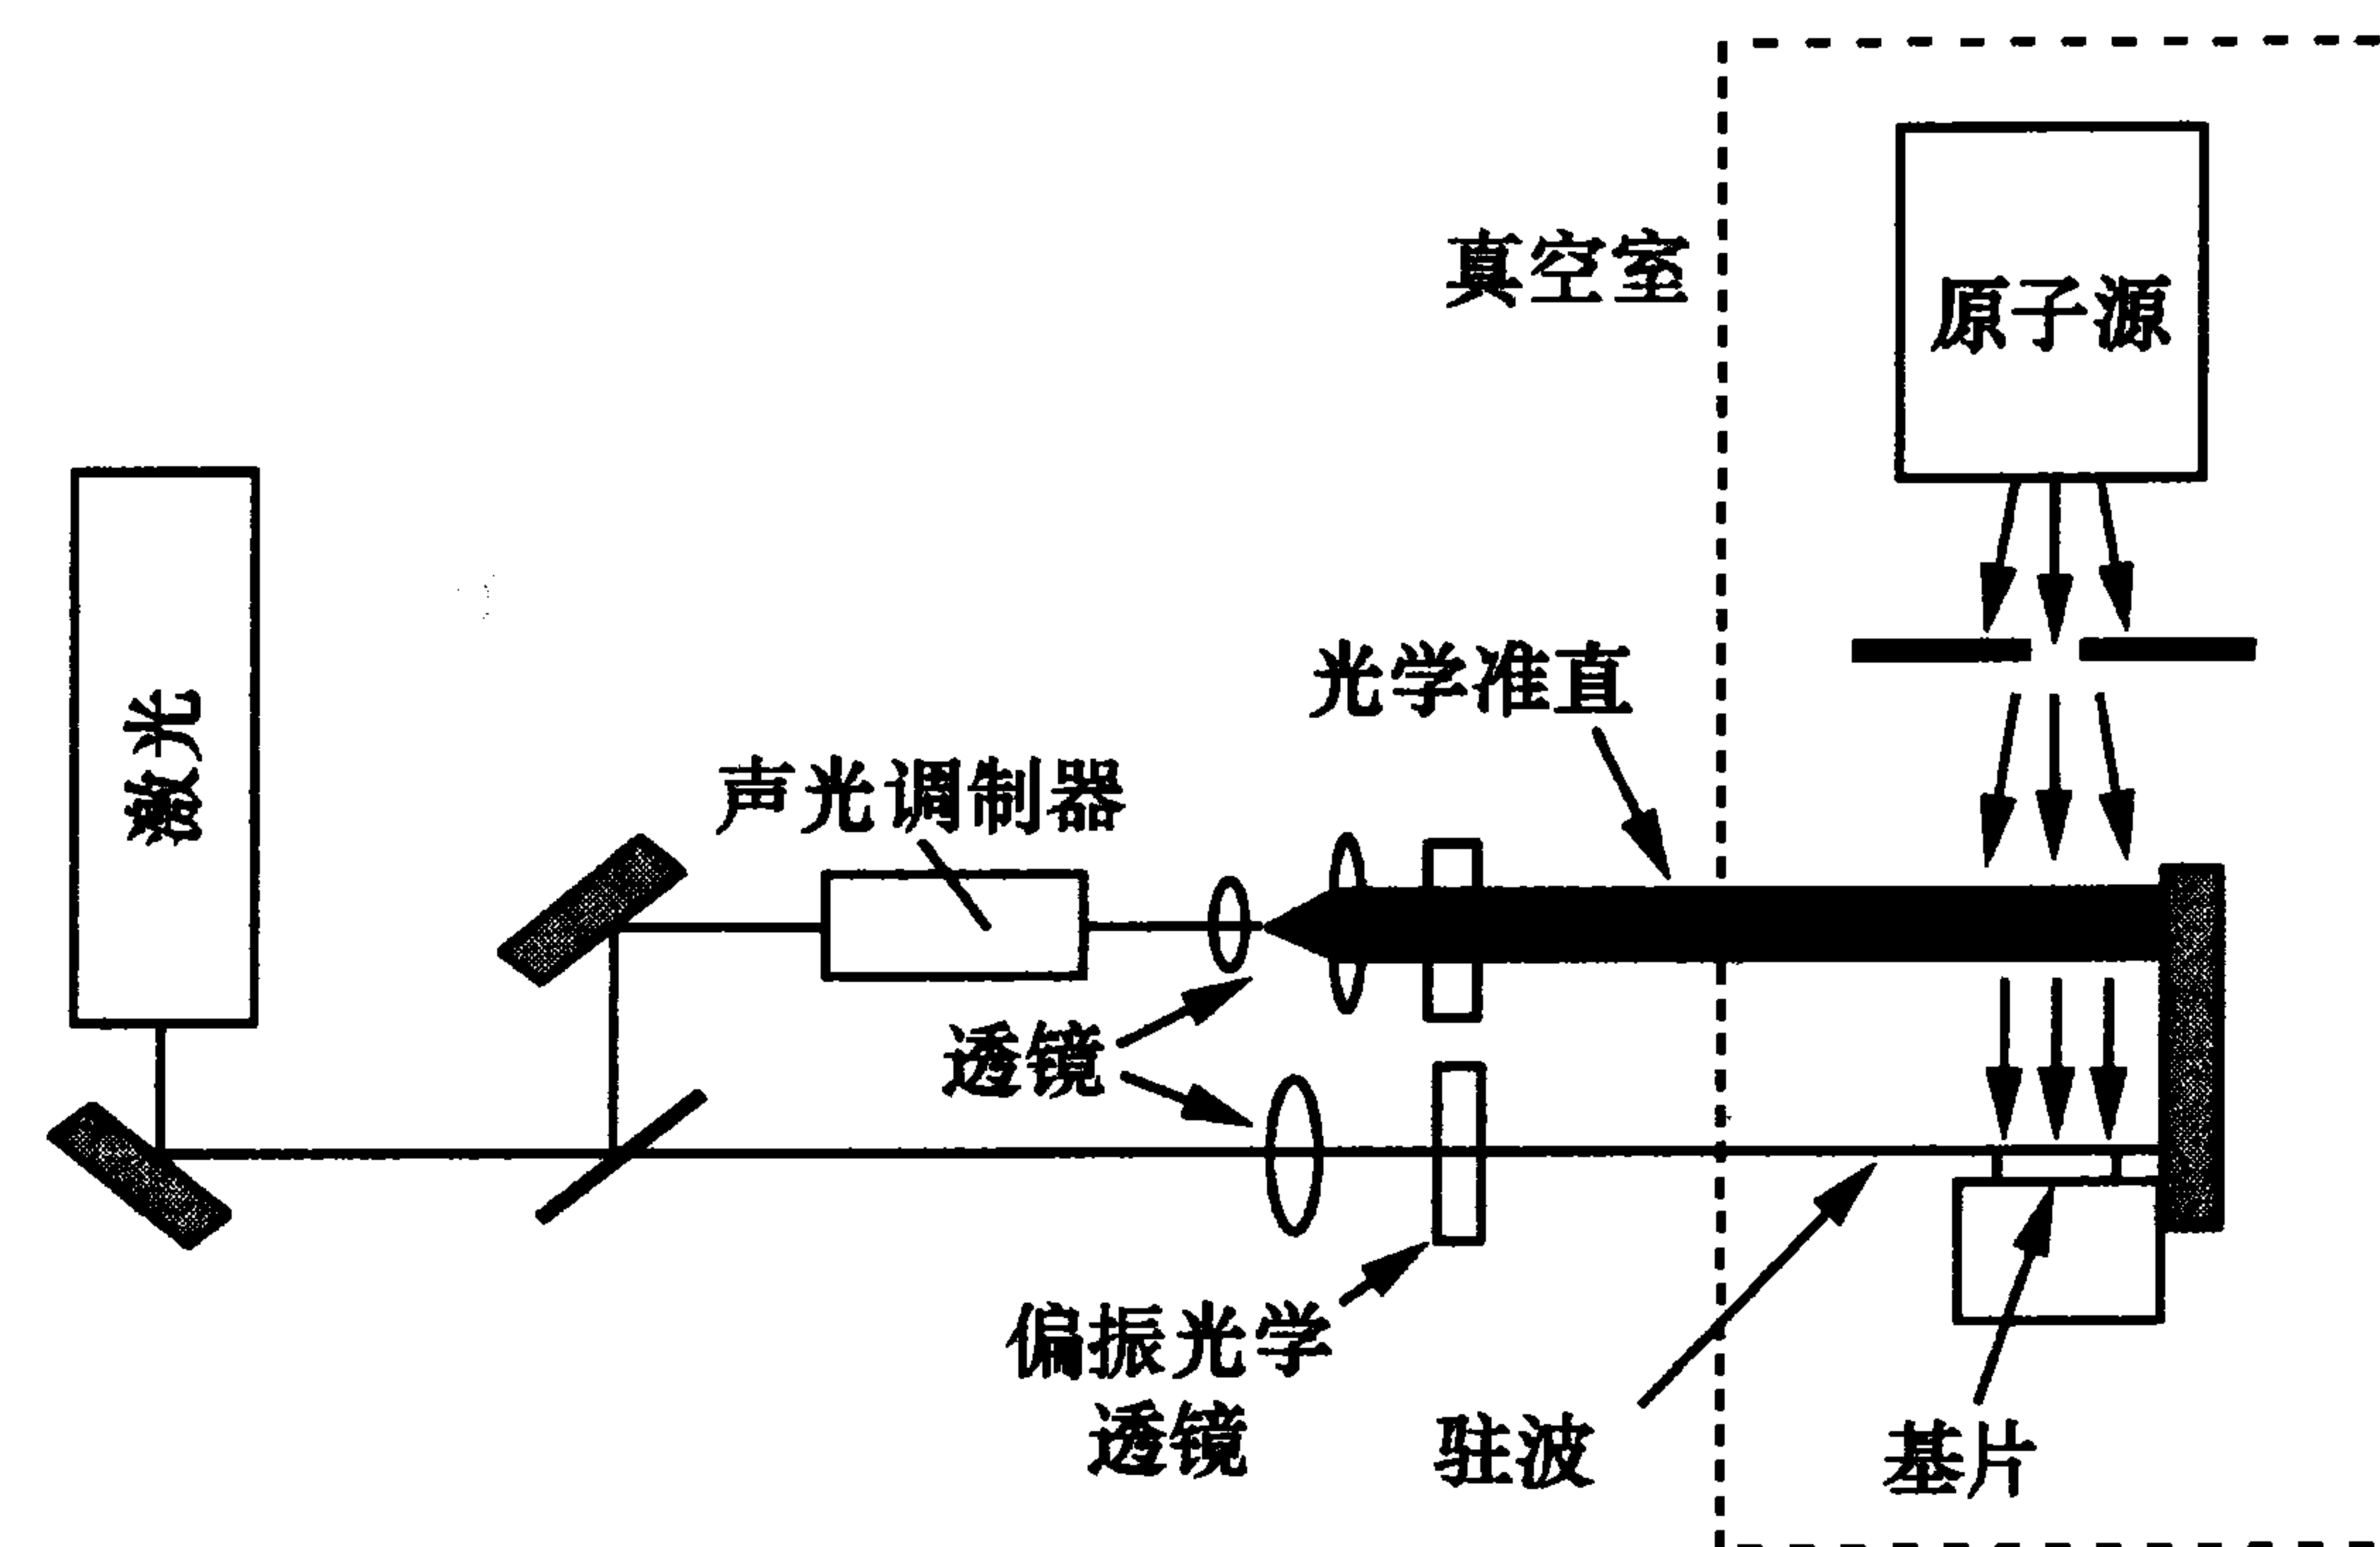 真空室
原子源
激光
光学准直
声光调制器
透镜
偏振光学
透镜
驻波
基片